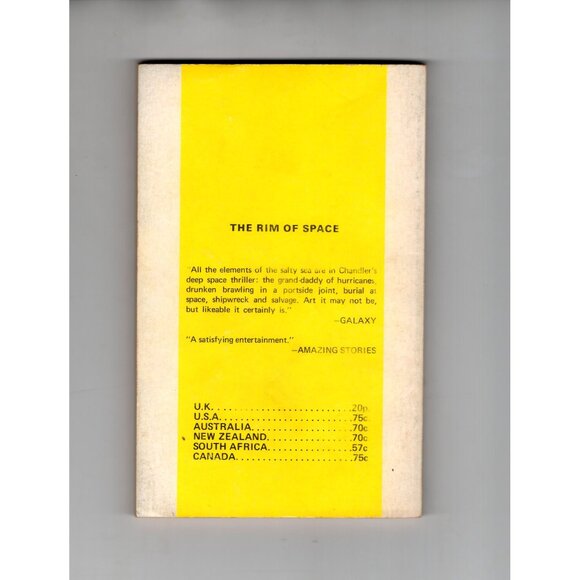 THE RIM OF SPACE
"All the elements of the salty sea are in Chandler's
deep space thriller: the grand-daddy of hurricanes,
drunken brawling in a portside joint, burial at
space, shipwreck and salvage. Art it may not be,
but likeable it certainly is."
—GALAXY
"A satisfying entertainment."
—AMAZING STORIES
U.K. . . . . . . . . . . . . . . . . . . . . .20p.
U.S.A. . . . . . . . . . . . . . . . . . . . .75c.
AUSTRALIA. . . . . . . . . . . . . . . .70c
NEW ZEALAND. . . . . . . . . . . . . .70c
SOUTH AFRICA. . . . . . . . . . . . . .57c
CANADA. . . . . . . . . . . . . . . . . . .75c